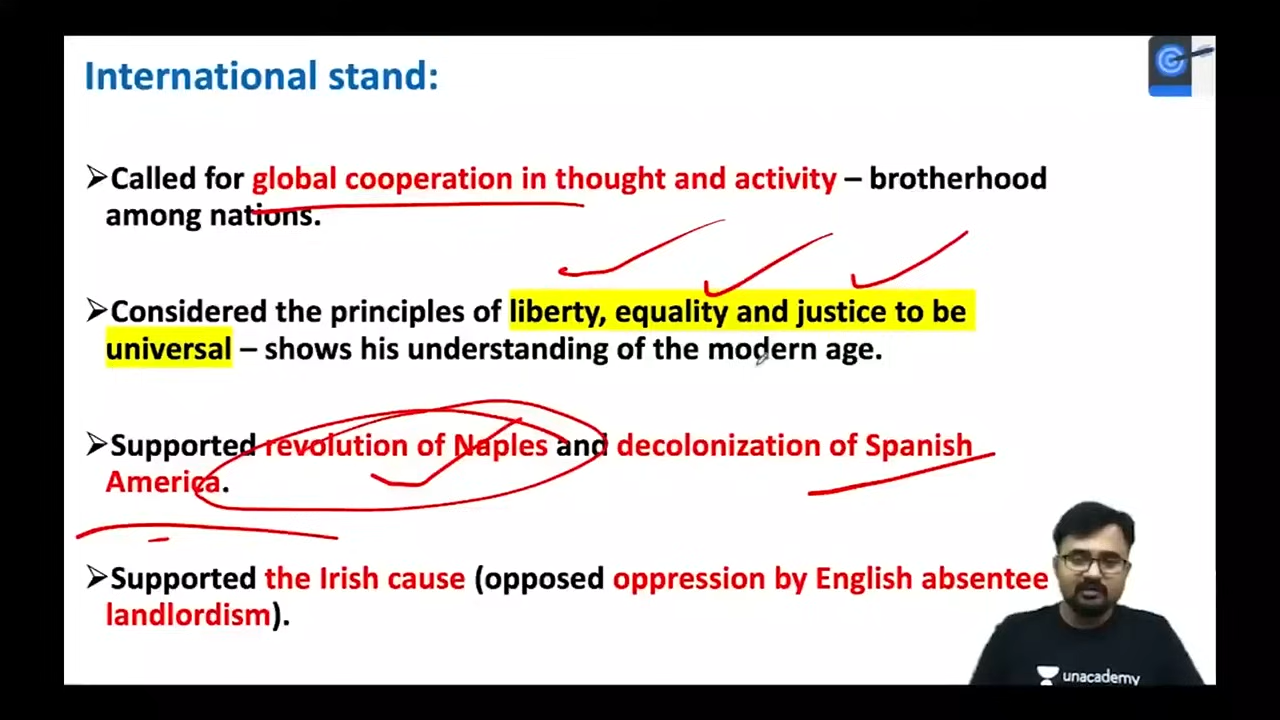 International stand:
➢Called for global cooperation in thought and activity – brotherhood
among nations.
➢Considered the principles of liberty, equality and justice to be
universal – shows his understanding of the modern age.
➢Supported revolution of Naples and decolonization of Spanish
America.
➢Supported the Irish cause (opposed oppression by English absentee
landlordism).
unacademy